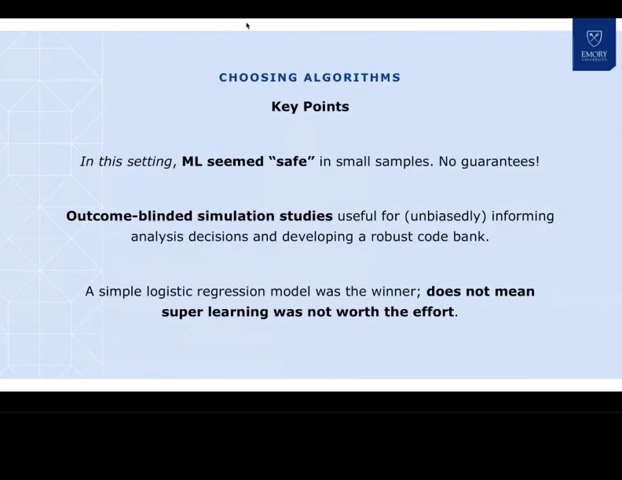 EMORY
UNIVERSITY
CHOOSING ALGORITHMS
Key Points
In this setting, ML seemed “safe” in small samples. No guarantees!
Outcome-blinded simulation studies useful for (unbiasedly) informing
analysis decisions and developing a robust code bank.
A simple logistic regression model was the winner; does not mean
super learning was not worth the effort.